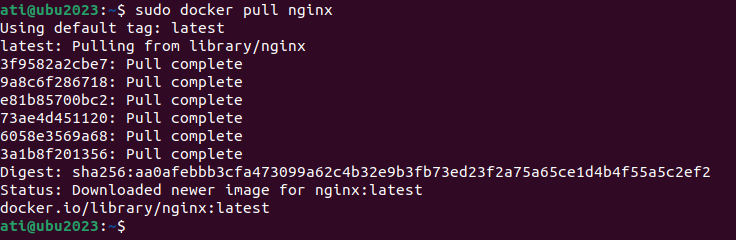 ati@ubu2023:~$ sudo docker pull nginx
Using default tag: latest
latest: Pulling from library/nginx
3f9582a2cbe7: Pull complete
9a8c6f286718: Pull complete
e81b85700bc2: Pull complete
73ae4d451120: Pull complete
6058e3569a68: Pull complete
3a1b8f201356: Pull complete
Digest: sha256:aa0afebbb3cfa473099a62c4b32e9b3fb73ed23f2a75a65ce1d4b4f55a5c2ef2
Status: Downloaded newer image for nginx:latest
docker.io/library/nginx:latest
ati@ubu2023:~$